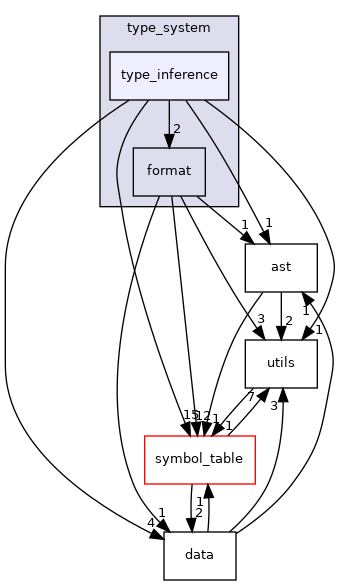 type_system
type_inference
2
format
1 1
ast
1
3 2 1
utils
7
3
15 12 1 1
symbol_table
1
1 2
4
data